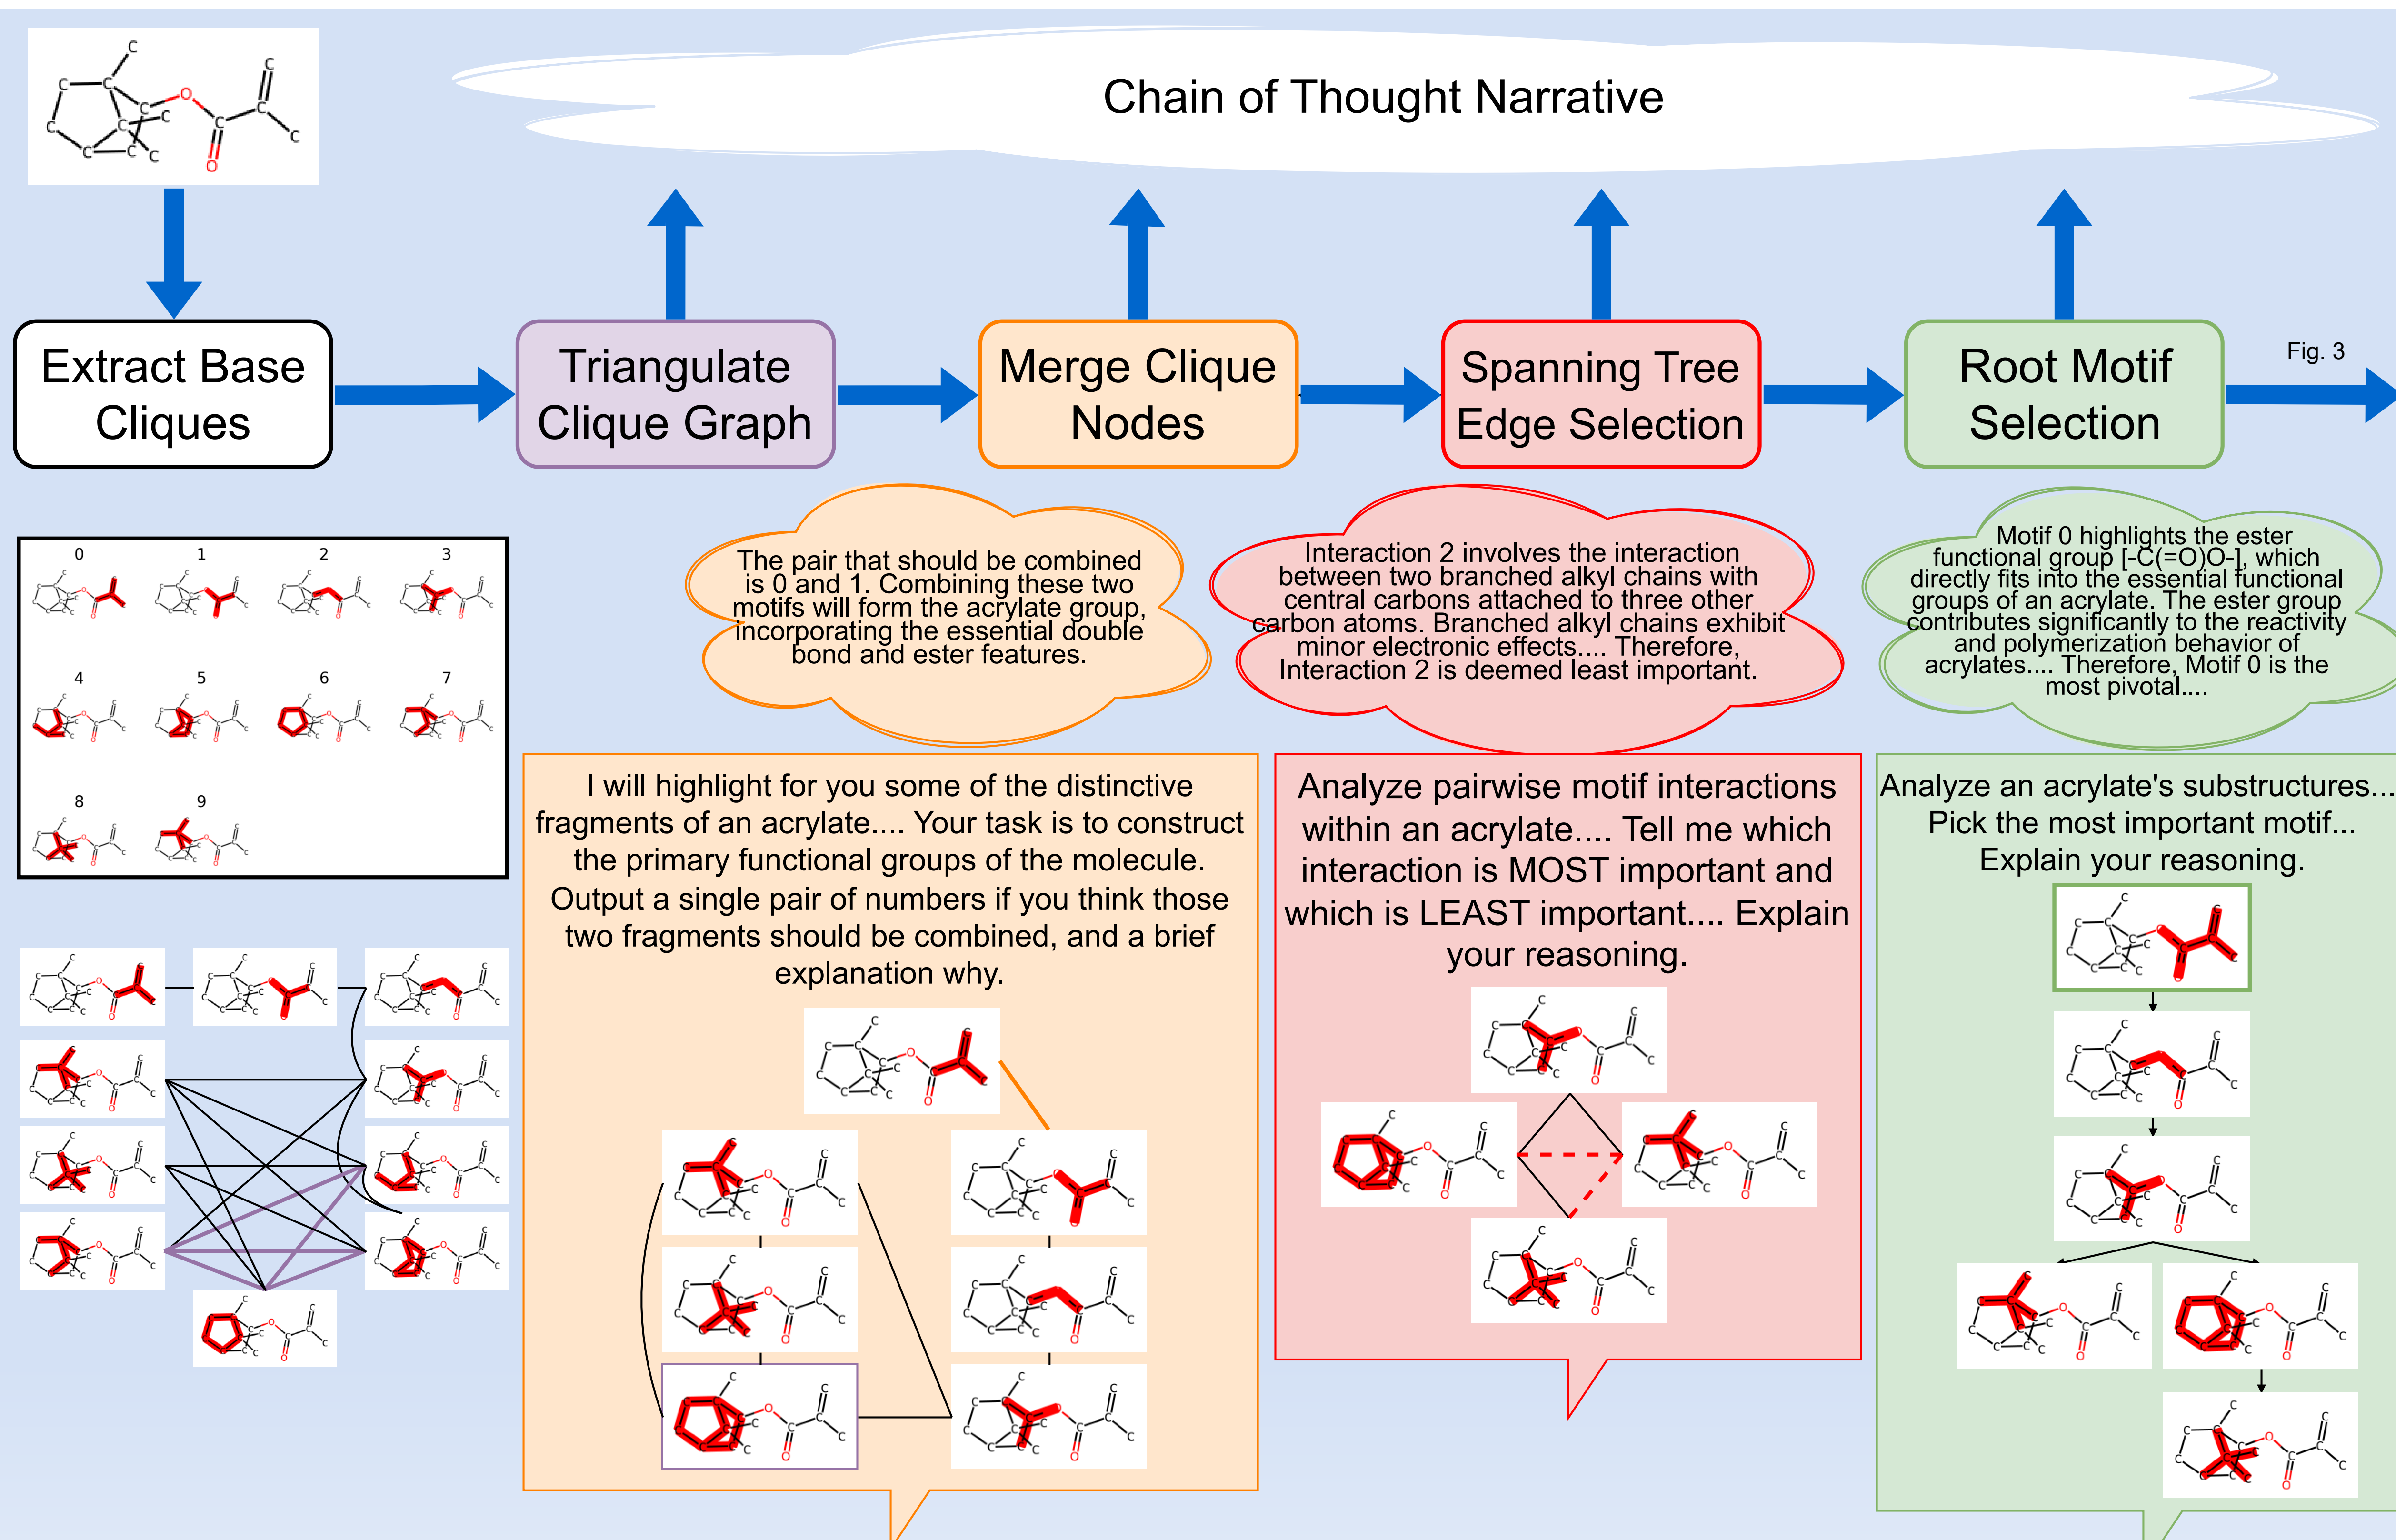 Chain of Thought Narrative
Extract Base
Cliques
Triangulate
Clique Graph
Merge Clique
Nodes
Spanning Tree
Edge Selection
Root Motif
Selection
Fig. 3
0
1
2
3
4
5
6
7
8
9
The pair that should be combined
is 0 and 1. Combining these two
motifs will form the acrylate group,
incorporating the essential double
bond and ester features.
Interaction 2 involves the interaction
between two branched alkyl chains with
central carbons attached to three other
carbon atoms. Branched alkyl chains exhibit
minor electronic effects.... Therefore,
Interaction 2 is deemed least important.
Motif 0 highlights the ester
functional group [-C(=O)O-], which
directly fits into the essential functional
groups of an acrylate. The ester group
contributes significantly to the reactivity
and polymerization behavior of
acrylates.... Therefore, Motif 0 is the
most pivotal....
I will highlight for you some of the distinctive
fragments of an acrylate.... Your task is to construct
the primary functional groups of the molecule.
Output a single pair of numbers if you think those
two fragments should be combined, and a brief
explanation why.
Analyze pairwise motif interactions
within an acrylate.... Tell me which
interaction is MOST important and
which is LEAST important.... Explain
your reasoning.
Analyze an acrylate's substructures...
Pick the most important motif...
Explain your reasoning.